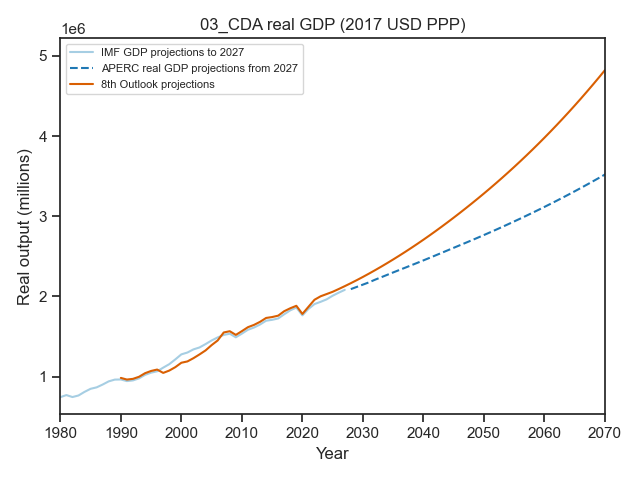 03_CDA real GDP (2017 USD PPP)
1e6
IMF GDP projections to 2027
APERC real GDP projections from 2027
8th Outlook projections
5
4
3
2
1
Real output (millions)
1980 1990 2000 2010 2020 2030 2040 2050 2060 2070
Year